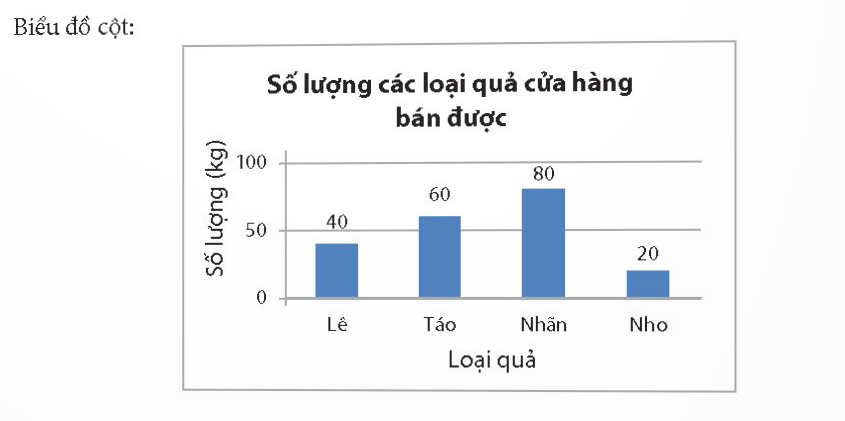 Biểu đồ cột:
Số lượng các loại quả cửa hàng
bán được
Số lượng (kg)
100
50
0
40
60
80
20
Lê
Táo
Nhãn
Nho
Loại quả